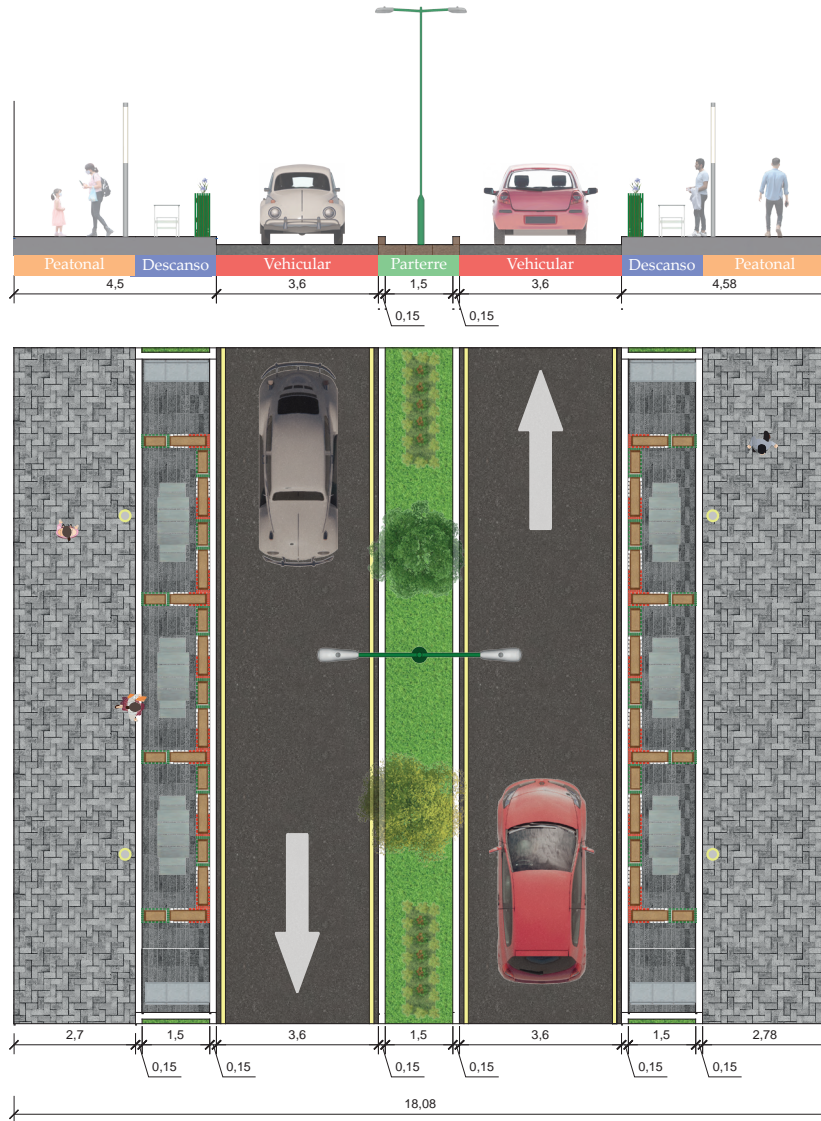 Peatonal Descanso Vehicular Parterre Vehicular Descanso Peatonal
4,5 3,6 1,5 3,6 4,58
0,15 0,15
2,7 1,5 3,6 1,5 3,6 1,5 2,78
0,15 0,15 0,15 0,15 0,15 0,15
18,08